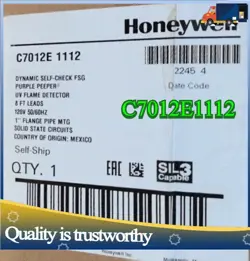 Honeywell
C7012E 1112
2245 4
Date Code
DYNAMIC SELF-CHECK FSG
PURPLE PEEPER®
UV FLAME DETECTOR
8 FT LEADS
120V 50/60HZ
1" FLANGE PIPE MTG
SOLID STATE CIRCUITS
COUNTRY OF ORIGIN: MEXICO
C7012E1112
Self-Ship
QTY. 1
EAC
SIL 3
Capable
Quality is trustworthy